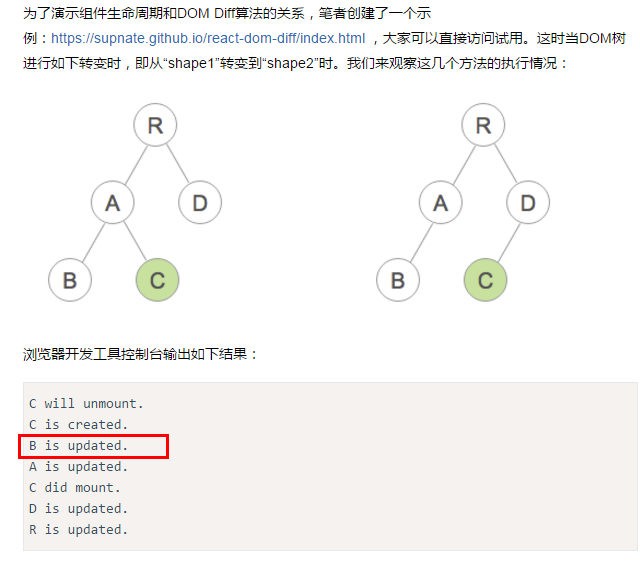 为了演示组件生命周期和DOM Diff算法的关系，笔者创建了一个示
例：https://supnate.github.io/react-dom-diff/index.html ，大家可以直接访问试用。这时当DOM树
进行如下转变时，即从“shape1”转变到“shape2”时。我们来观察这几个方法的执行情况：
R R
A D A D
B C B C
浏览器开发工具控制台输出如下结果：
C will unmount.
C is created.
B is updated.
A is updated.
C did mount.
D is updated.
R is updated.